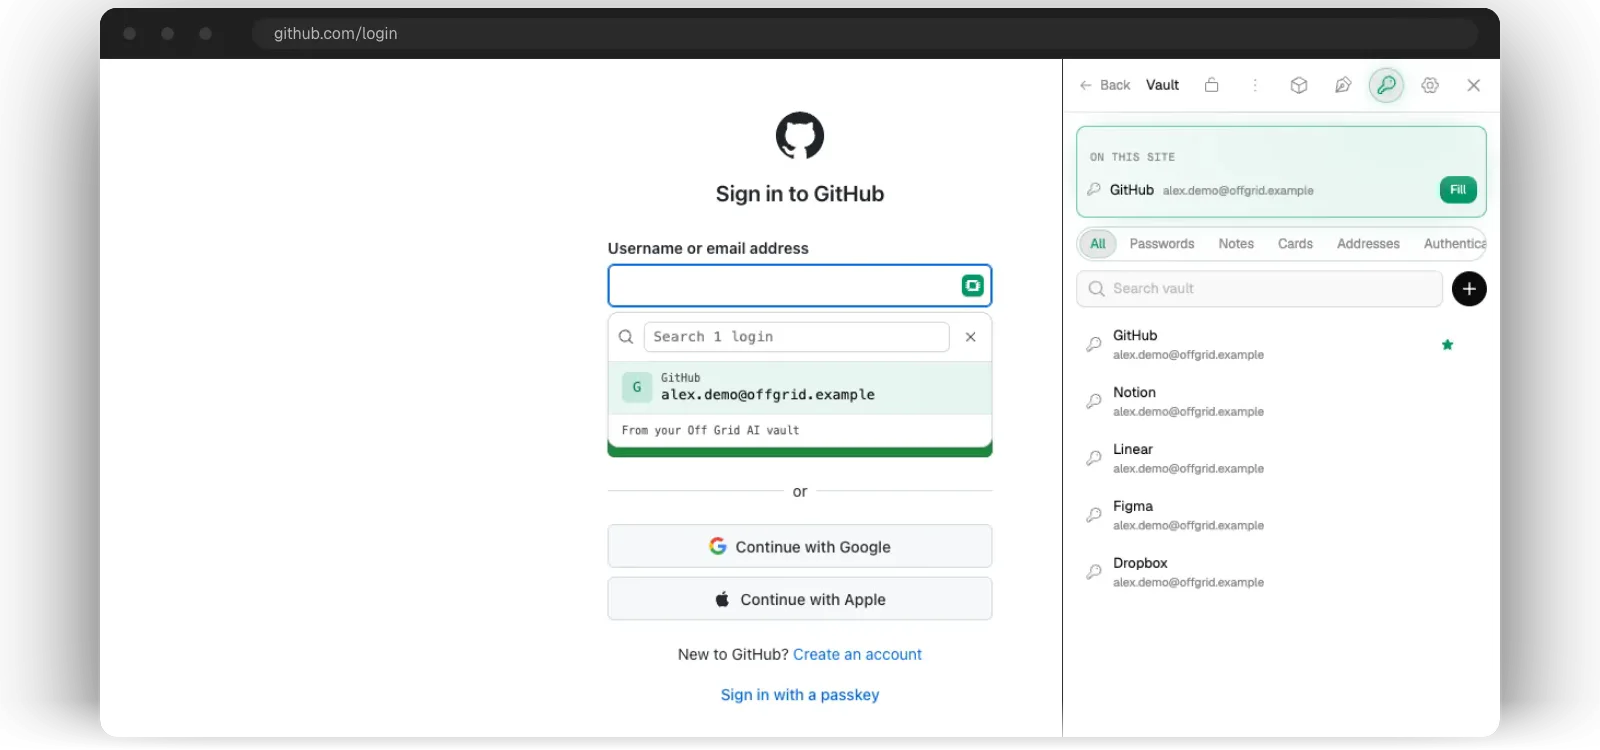 github.com/login
Sign in to GitHub
Username or email address
Search 1 login
G
GitHub
alex.demo@offgrid.example
From your Off Grid AI vault
or
Continue with Google
Continue with Apple
New to GitHub? Create an account
Sign in with a passkey
Back Vault
ON THIS SITE
GitHub alex.demo@offgrid.example Fill
All Passwords Notes Cards Addresses Authentica
Search vault
GitHub
alex.demo@offgrid.example
Notion
alex.demo@offgrid.example
Linear
alex.demo@offgrid.example
Figma
alex.demo@offgrid.example
Dropbox
alex.demo@offgrid.example